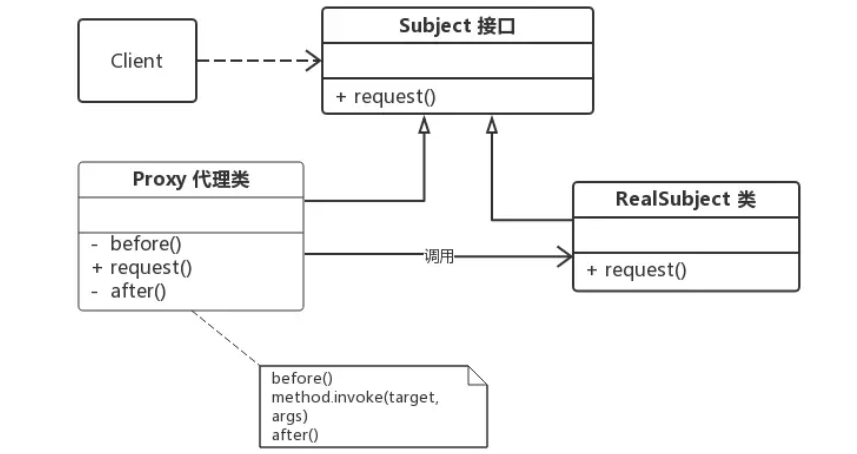 Client
Subject 接口
+ request()
Proxy 代理类
- before()
+ request()
- after()
调用
RealSubject 类
+ request()
before()
method.invoke(target,
args)
after()